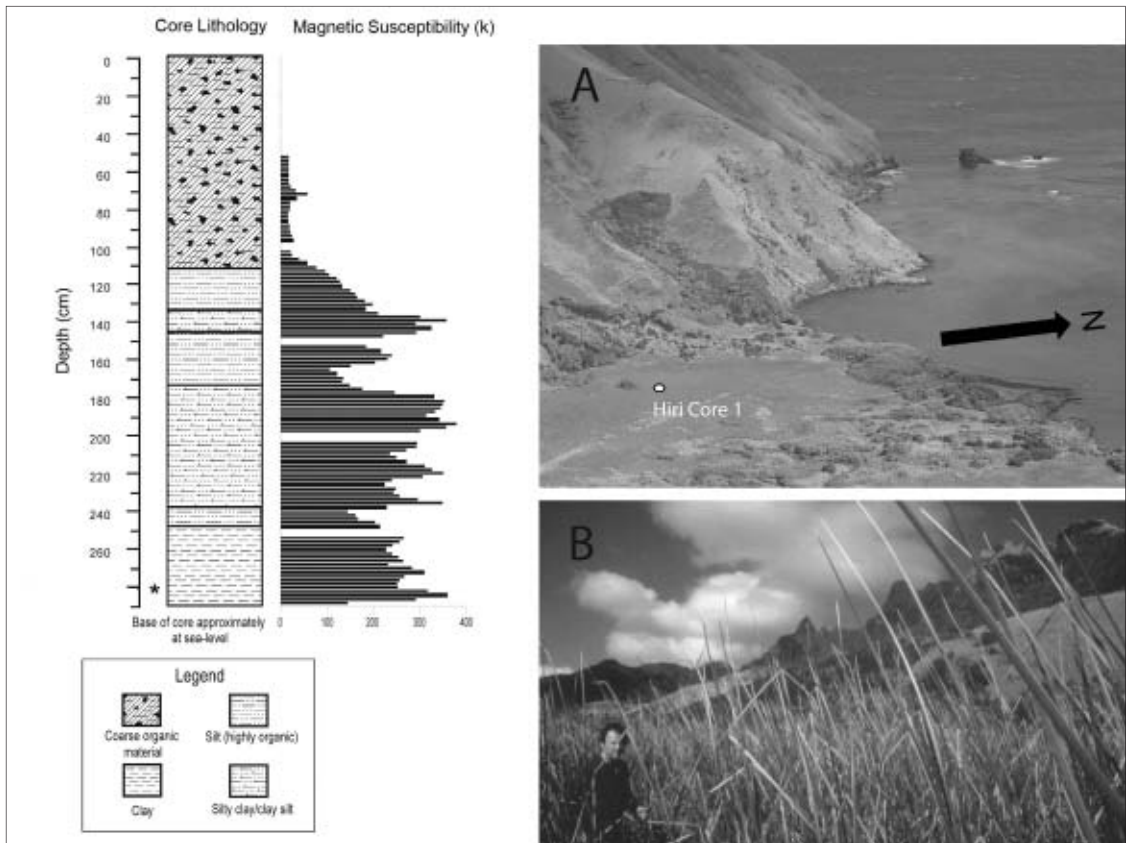 Core Lithology
Magnetic Susceptibility (k)
Depth (cm)
0
20
40
60
80
100
120
140
160
180
200
220
240
260
*
Base of core approximately
at sea-level
0
100
200
300
400
Legend
Coarse organic
material
Silt (highly organic)
Clay
Silty clay/clay silt
A
N
Hiri Core 1
B